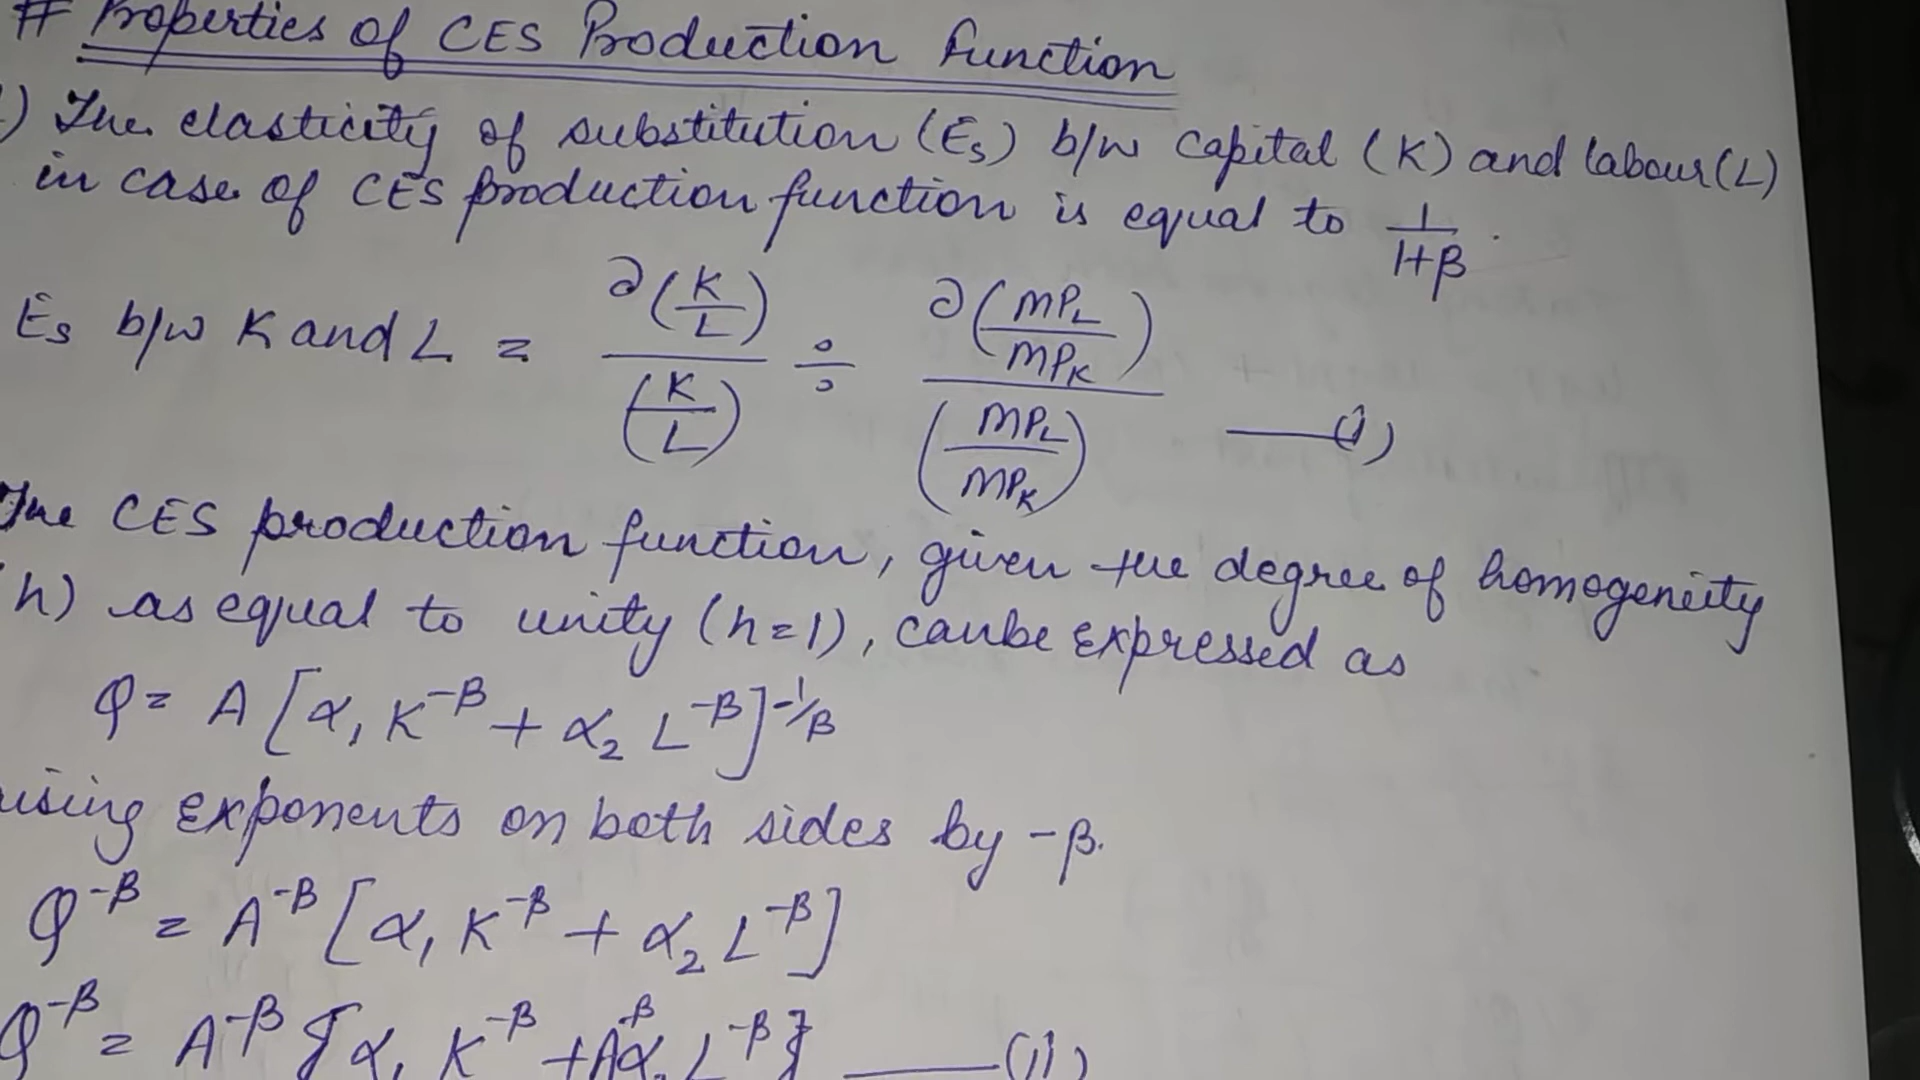 # Properties of CES Production Function
) The elasticity of substitution (Es) b/w capital (K) and labour (L)
in case of CES production function is equal to 1/(1+β).
Es b/w K and L = ∂(K/L)/(K/L) ÷ ∂(MPL/MPK)/(MPL/MPK) —(i)
The CES production function, given the degree of homogeneity
h) as equal to unity (h=1), can be expressed as
Q = A [α₁ K^-β + α₂ L^-β]^-1/β
using exponents on both sides by -β.
Q^-β = A^-β [α₁ K^-β + α₂ L^-β]
Q^-β = A^-β α₁ K^-β + A^-β α₂ L^-β —(ii)